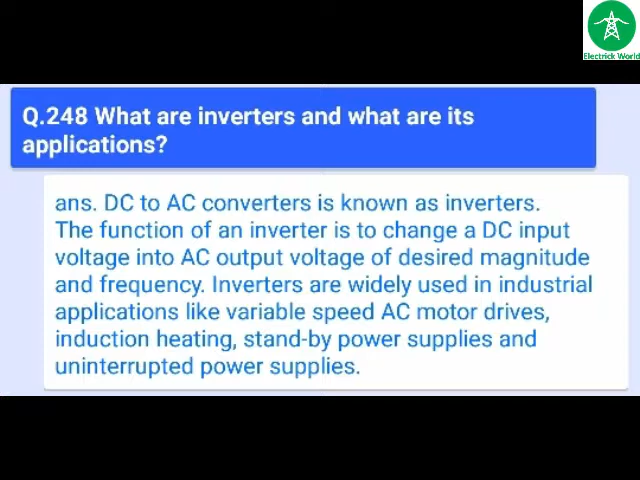 Electrick World
Q.248 What are inverters and what are its
applications?
ans. DC to AC converters is known as inverters.
The function of an inverter is to change a DC input
voltage into AC output voltage of desired magnitude
and frequency. Inverters are widely used in industrial
applications like variable speed AC motor drives,
induction heating, stand-by power supplies and
uninterrupted power supplies.